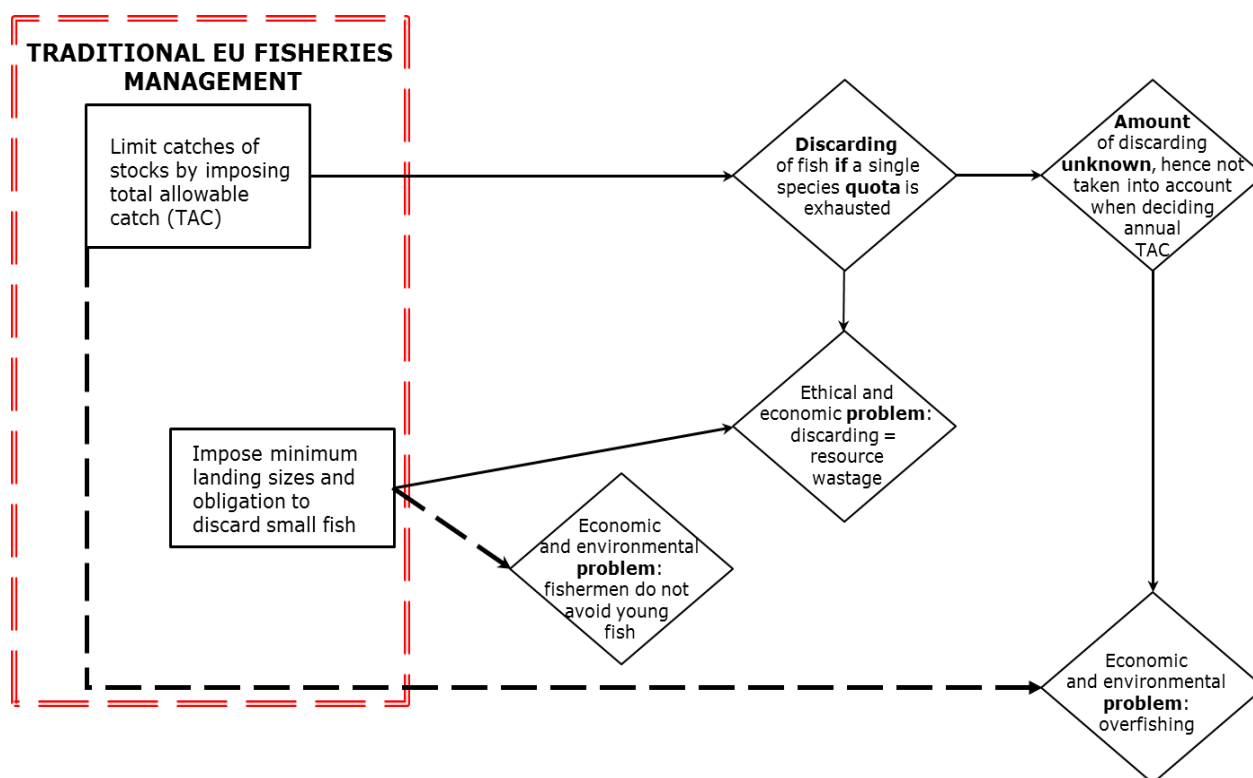 TRADITIONAL EU FISHERIES
MANAGEMENT
Limit catches of
stocks by imposing
total allowable
catch (TAC)
Discarding
of fish if a single
species quota is
exhausted
Amount
of discarding
unknown, hence not
taken into account
when deciding
annual
TAC
Ethical and
economic problem:
discarding =
resource
wastage
Impose minimum
landing sizes and
obligation to
discard small fish
Economic
and environmental
problem:
fishermen do not
avoid young
fish
Economic
and environmental
problem:
overfishing